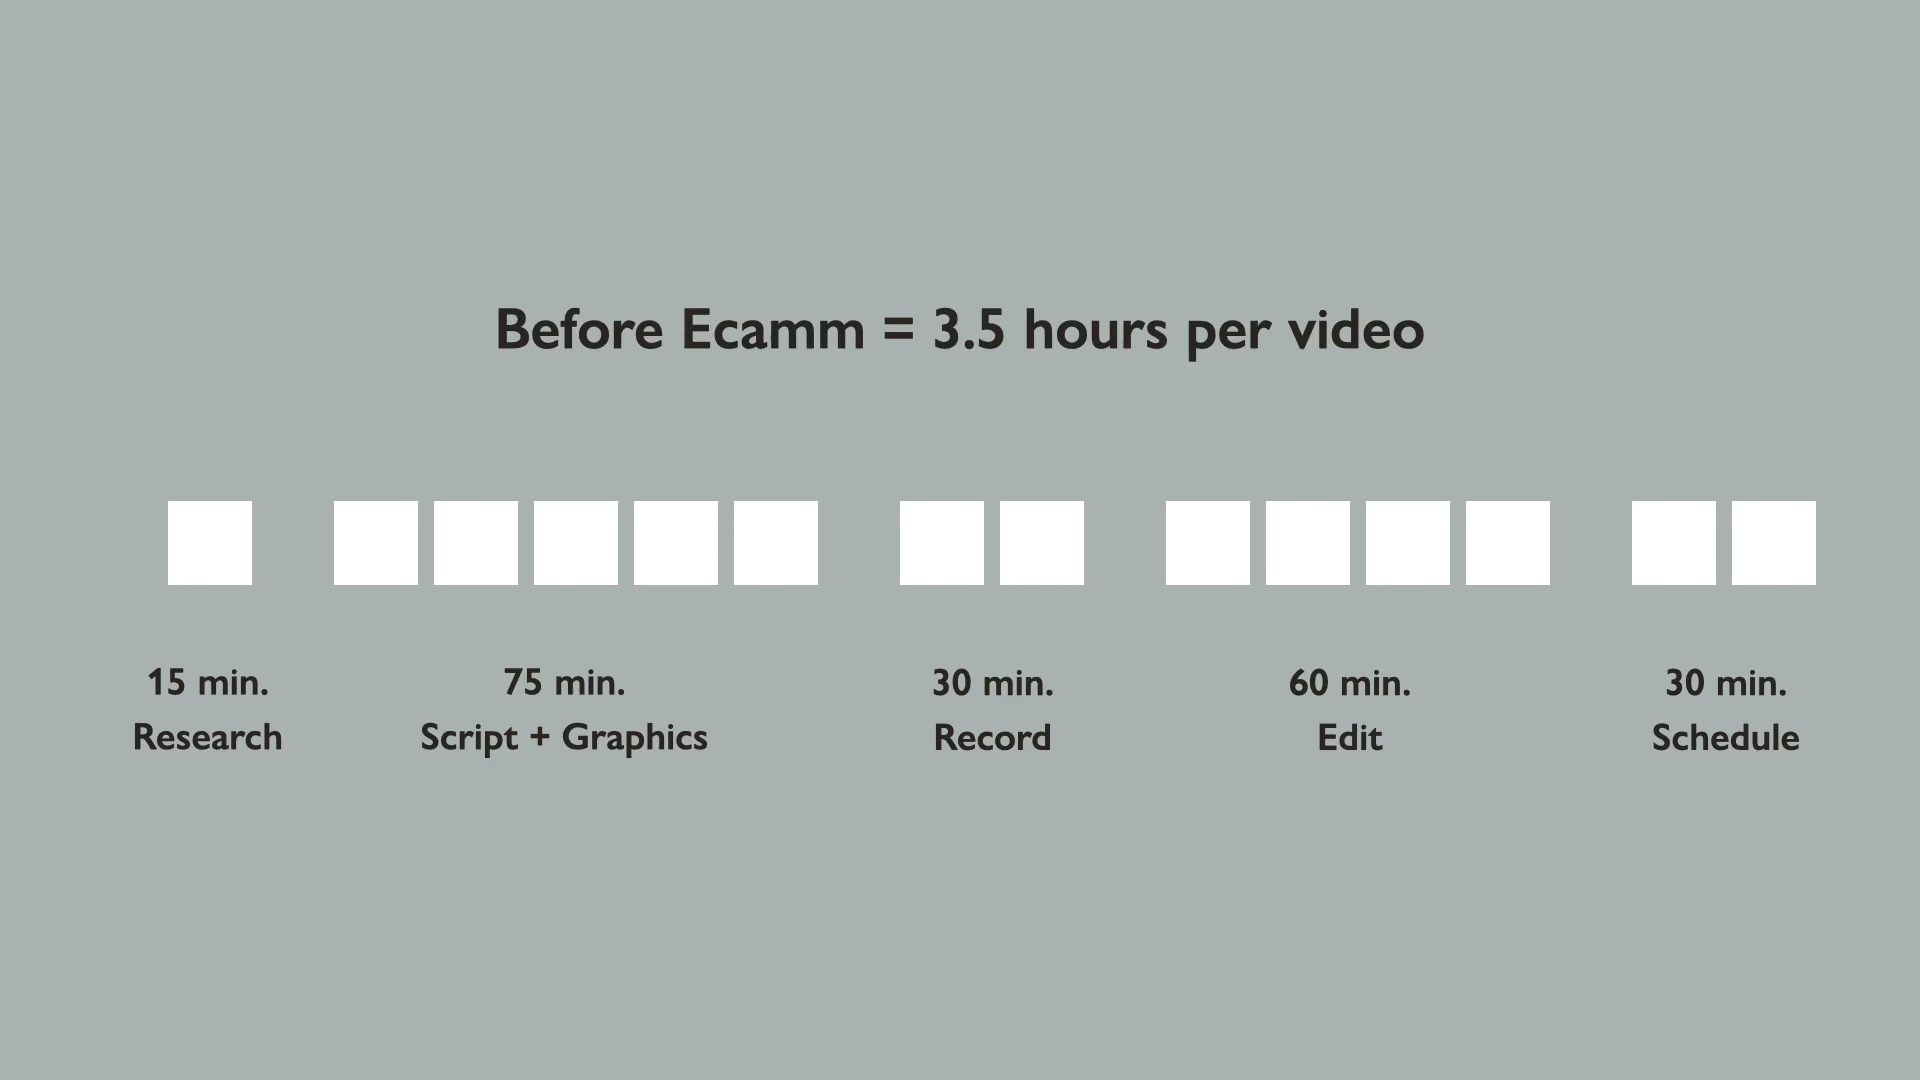 Before Ecamm = 3.5 hours per video
15 min.
Research
75 min.
Script + Graphics
30 min.
Record
60 min.
Edit
30 min.
Schedule